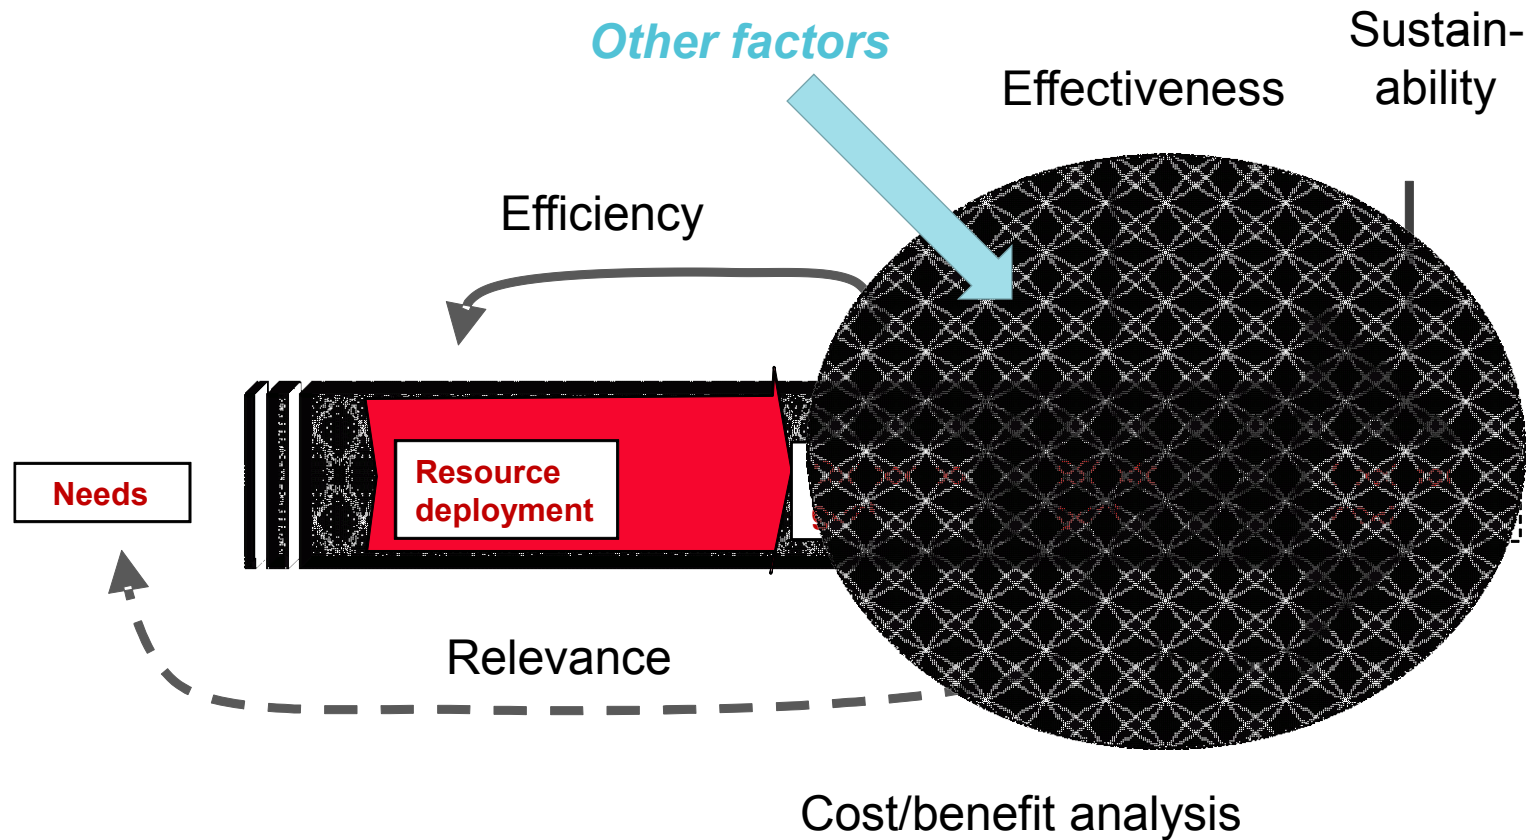 Other factors
Sustain-
ability
Effectiveness
Efficiency
Needs
Resource
deployment
Relevance
Cost/benefit analysis